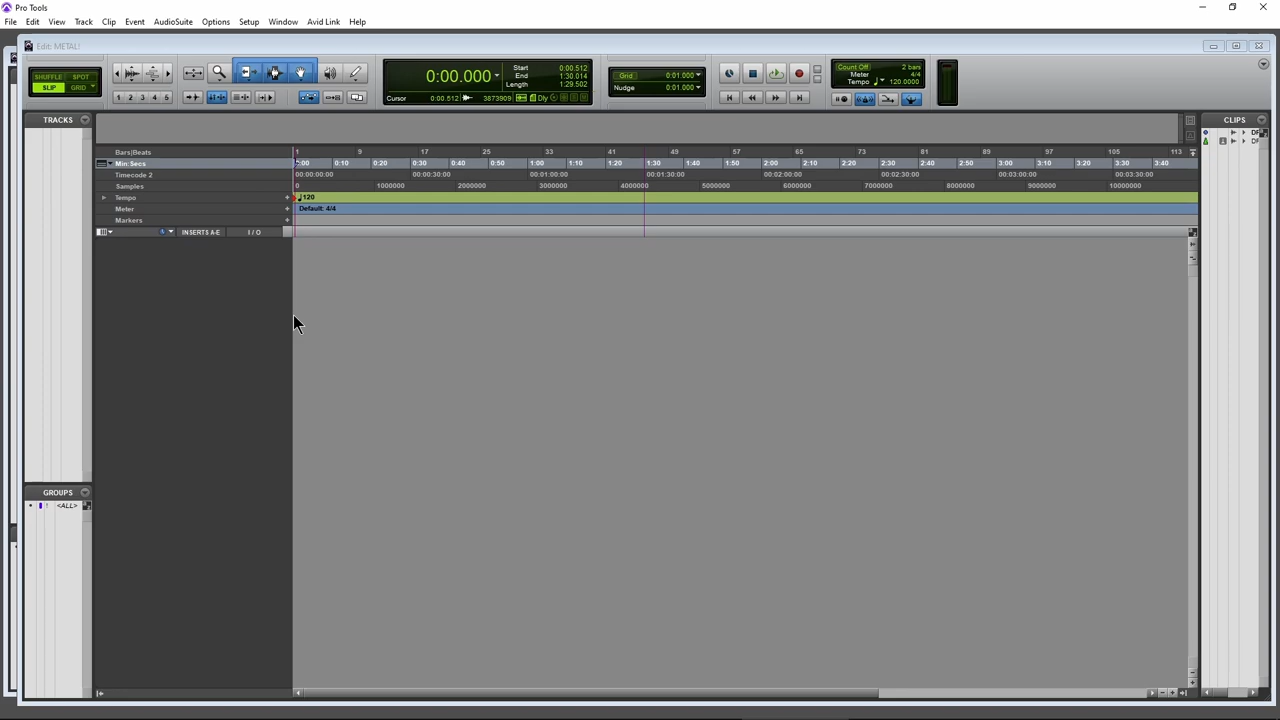 Pro Tools
File Edit View Track Clip Event AudioSuite Options Setup Window Avid Link Help
Edit: METAL!
SHUFFLE SPOT
SLIP GRID
1 2 3 4 5
0:00.000
Start 0:00.512
End 1:30.014
Length 1:29.502
Cursor 0:00.512 3873909 Dly
Grid 0:01.000
Nudge 0:01.000
Count Off 2 bars
Meter 4/4
Tempo 120.0000
TRACKS
CLIPS
Bars|Beats 1 9 17 25 33 41 49 57 65 73 81 89 97 105 113
Min:Secs 0:00 0:10 0:20 0:30 0:40 0:50 1:00 1:10 1:20 1:30 1:40 1:50 2:00 2:10 2:20 2:30 2:40 2:50 3:00 3:10 3:20 3:30 3:40
Timecode 2 00:00:00:00 00:00:30:00 00:01:00:00 00:01:30:00 00:02:00:00 00:02:30:00 00:03:00:00 00:03:30:00
Samples 0 1000000 2000000 3000000 4000000 5000000 6000000 7000000 8000000 9000000 10000000
Tempo 120
Meter Default: 4/4
Markers
INSERTS A-E I / O
GROUPS
! <ALL>